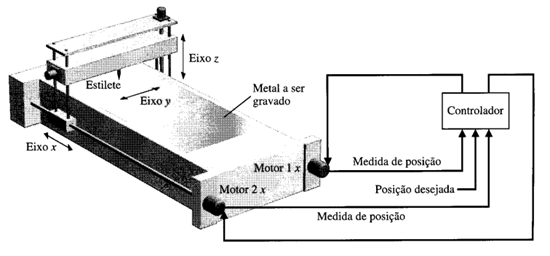 Eixo z
Estilete
Eixo y
Metal a ser
gravado
Controlador
Eixo x
Motor 1 x
Medida de posição
Posição desejada
Motor 2 x
Medida de posição